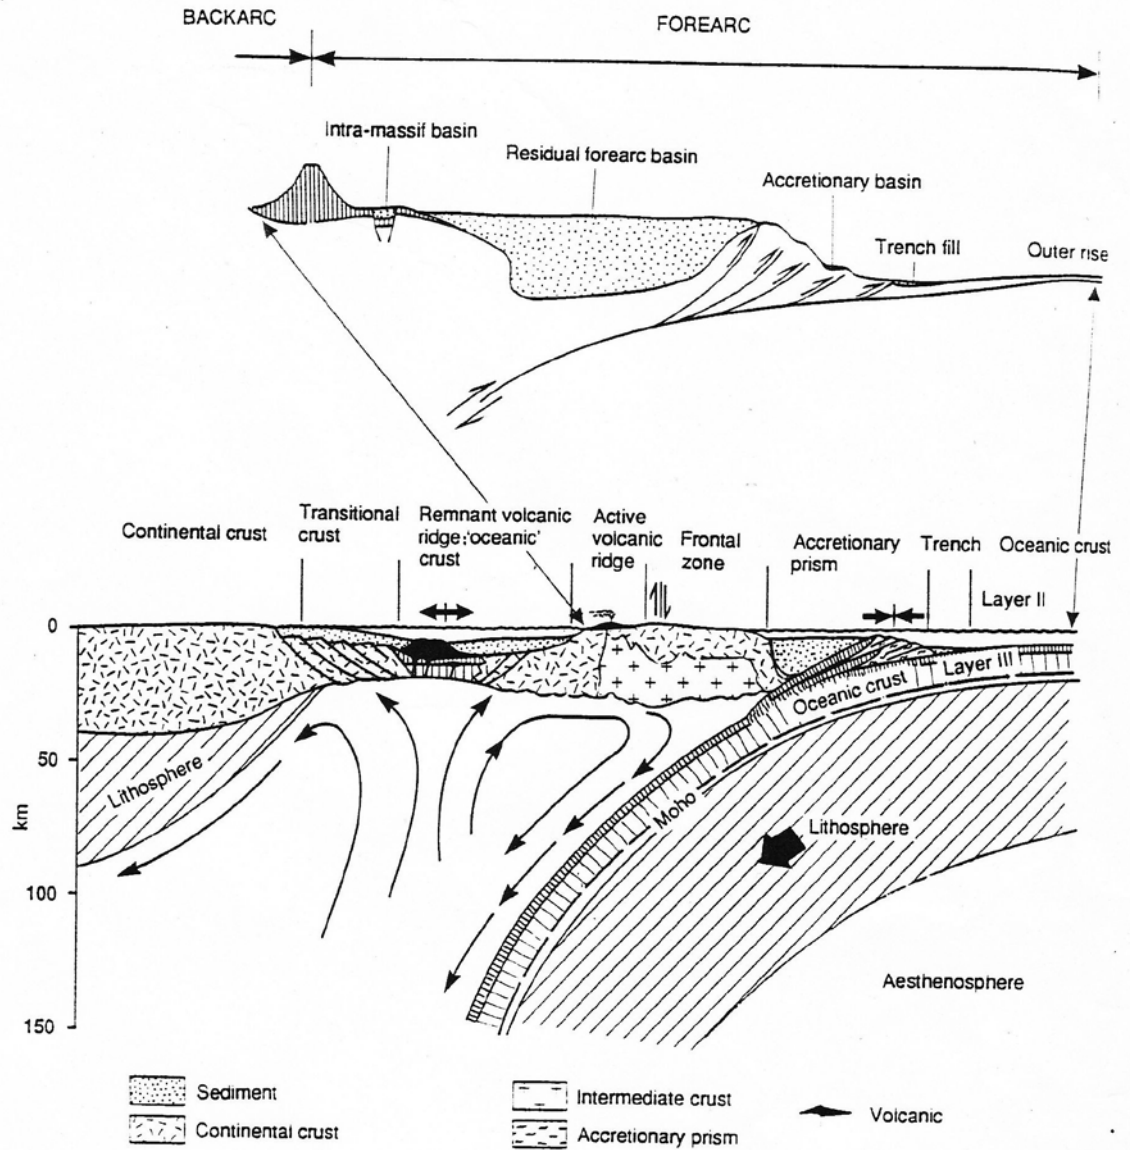 BACKARC
FOREARC
Intra-massif basin
Residual forearc basin
Accretionary basin
Trench fill
Outer rise
Continental crust
Transitional
crust
Remnant volcanic
ridge:'oceanic'
crust
Active
volcanic
ridge
Frontal
zone
Accretionary
prism
Trench
Oceanic crust
Layer II
0
50
100
150
km
Lithosphere
Oceanic crust
Layer III
Moho
Lithosphere
Aesthenosphere
Sediment
Continental crust
Intermediate crust
Accretionary prism
Volcanic